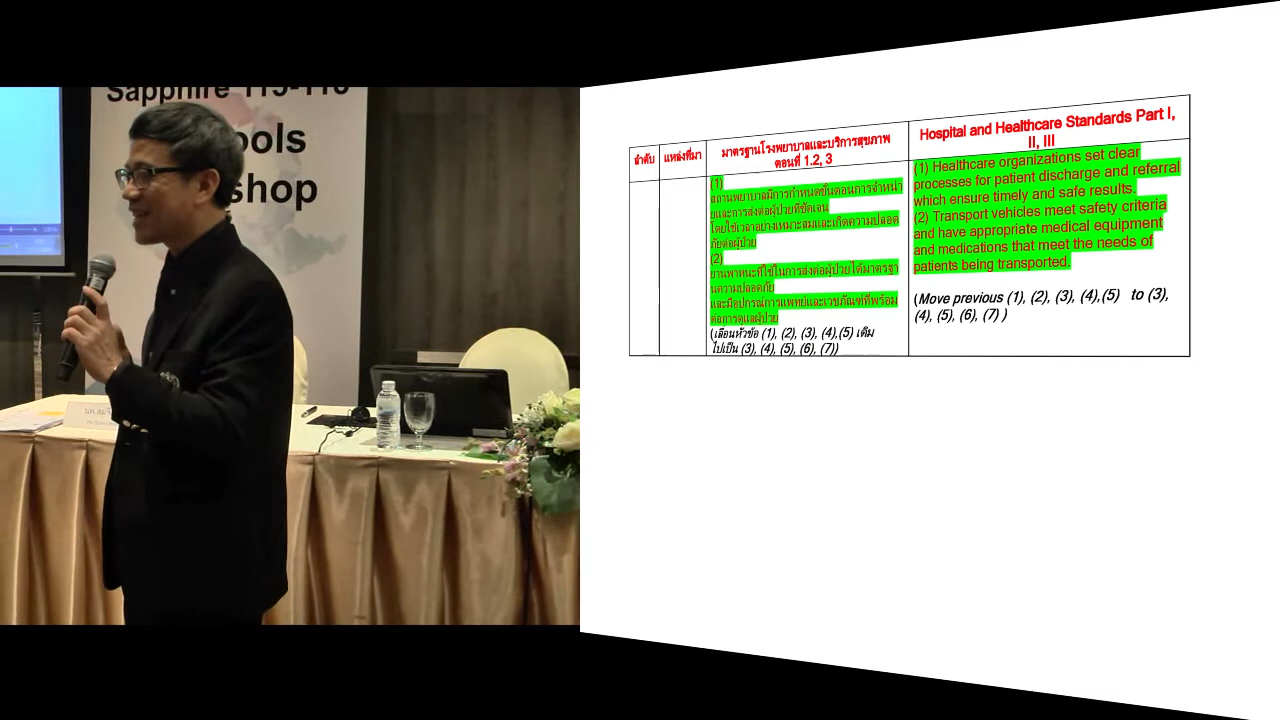 Sapphire 115-116
ools
shop
ลำดับ
แหล่งที่มา
มาตรฐานโรงพยาบาลและบริการสุขภาพ
ตอนที่ 1.2, 3
Hospital and Healthcare Standards Part I,
II, III
(1)
สถานพยาบาลมีการกำหนดขั้นตอนการจำหน่า
ยและการส่งต่อผู้ป่วยที่ชัดเจน
โดยใช้เวลาอย่างเหมาะสมและเกิดความปลอด
ภัยต่อผู้ป่วย
(2)
ยานพาหนะที่ใช้ในการส่งต่อผู้ป่วยได้มาตรฐา
นความปลอดภัย
และมีอุปกรณ์การแพทย์และเวชภัณฑ์ที่พร้อม
ต่อการดูแลผู้ป่วย
(เลื่อนหัวข้อ (1), (2), (3), (4),(5) เดิม
ไปเป็น (3), (4), (5), (6), (7))
(1) Healthcare organizations set clear
processes for patient discharge and referral
which ensure timely and safe results.
(2) Transport vehicles meet safety criteria
and have appropriate medical equipment
and medications that meet the needs of
patients being transported.
(Move previous (1), (2), (3), (4),(5) to (3),
(4), (5), (6), (7) )